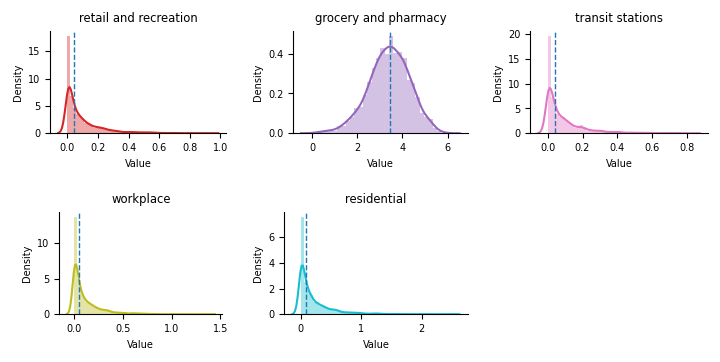 retail and recreation
grocery and pharmacy
transit stations
Density
15
10
5
0
0.0 0.2 0.4 0.6 0.8 1.0
Value
Density
0.4
0.2
0.0
0 2 4 6
Value
Density
20
15
10
5
0
0.0 0.2 0.4 0.6 0.8
Value
workplace
residential
Density
10
5
0
0.0 0.5 1.0 1.5
Value
Density
6
4
2
0
0 1 2
Value